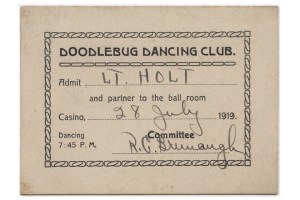 DOODLEBUG DANCING CLUB.
Admit LT. HOLT
and partner to the ball room
Casino, 28 July 1919.
Dancing Committee
7:45 P. M. R.C.